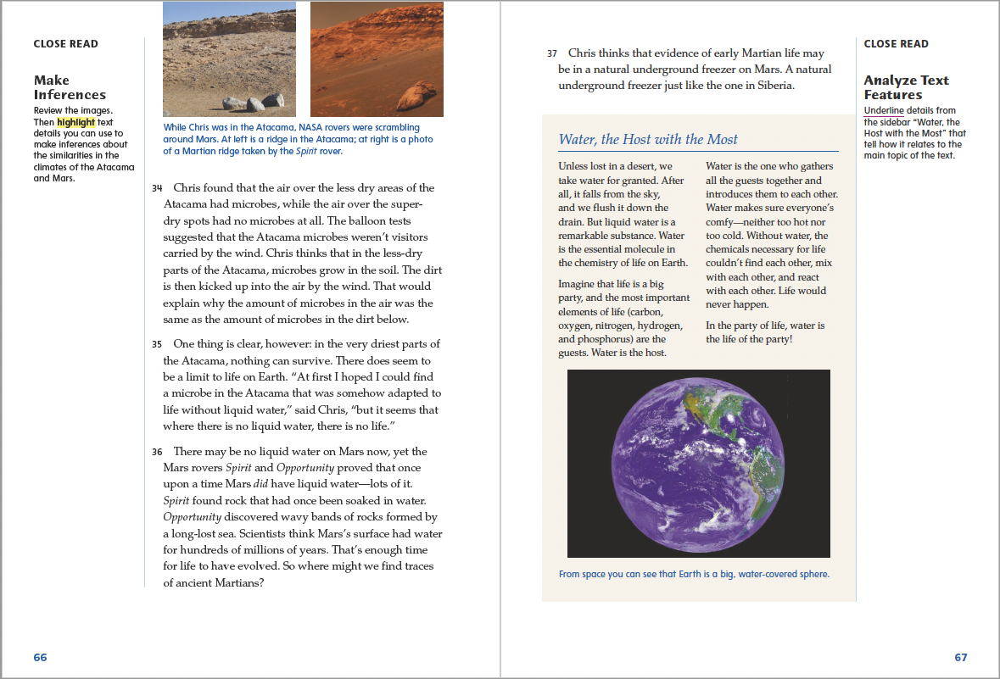 CLOSE READ
Make
Inferences
Review the images.
Then highlight text
details you can use to
make inferences about
the similarities in the
climates of the Atacama
and Mars.
While Chris was in the Atacama, NASA rovers were scrambling
around Mars. At left is a ridge in the Atacama; at right is a photo
of a Martian ridge taken by the Spirit rover.
34 Chris found that the air over the less dry areas of the
Atacama had microbes, while the air over the super-
dry spots had no microbes at all. The balloon tests
suggested that the Atacama microbes weren’t visitors
carried by the wind. Chris thinks that in the less-dry
parts of the Atacama, microbes grow in the soil. The dirt
is then kicked up into the air by the wind. That would
explain why the amount of microbes in the air was the
same as the amount of microbes in the dirt below.
35 One thing is clear, however: in the very driest parts of
the Atacama, nothing can survive. There does seem to
be a limit to life on Earth. “At first I hoped I could find
a microbe in the Atacama that was somehow adapted to
life without liquid water,” said Chris, “but it seems that
where there is no liquid water, there is no life.”
36 There may be no liquid water on Mars now, yet the
Mars rovers Spirit and Opportunity proved that once
upon a time Mars did have liquid water—lots of it.
Spirit found rock that had once been soaked in water.
Opportunity discovered wavy bands of rocks formed by
a long-lost sea. Scientists think Mars’s surface had water
for hundreds of millions of years. That’s enough time
for life to have evolved. So where might we find traces
of ancient Martians?
66
37 Chris thinks that evidence of early Martian life may
be in a natural underground freezer on Mars. A natural
underground freezer just like the one in Siberia.
Water, the Host with the Most
Unless lost in a desert, we
take water for granted. After
all, it falls from the sky,
and we flush it down the
drain. But liquid water is a
remarkable substance. Water
is the essential molecule in
the chemistry of life on Earth.
Imagine that life is a big
party, and the most important
elements of life (carbon,
oxygen, nitrogen, hydrogen,
and phosphorus) are the
guests. Water is the host.
Water is the one who gathers
all the guests together and
introduces them to each other.
Water makes sure everyone’s
comfy—neither too hot nor
too cold. Without water, the
chemicals necessary for life
couldn’t find each other, mix
with each other, and react
with each other. Life would
never happen.
In the party of life, water is
the life of the party!
From space you can see that Earth is a big, water-covered sphere.
CLOSE READ
Analyze Text
Features
Underline details from
the sidebar “Water, the
Host with the Most” that
tell how it relates to the
main topic of the text.
67